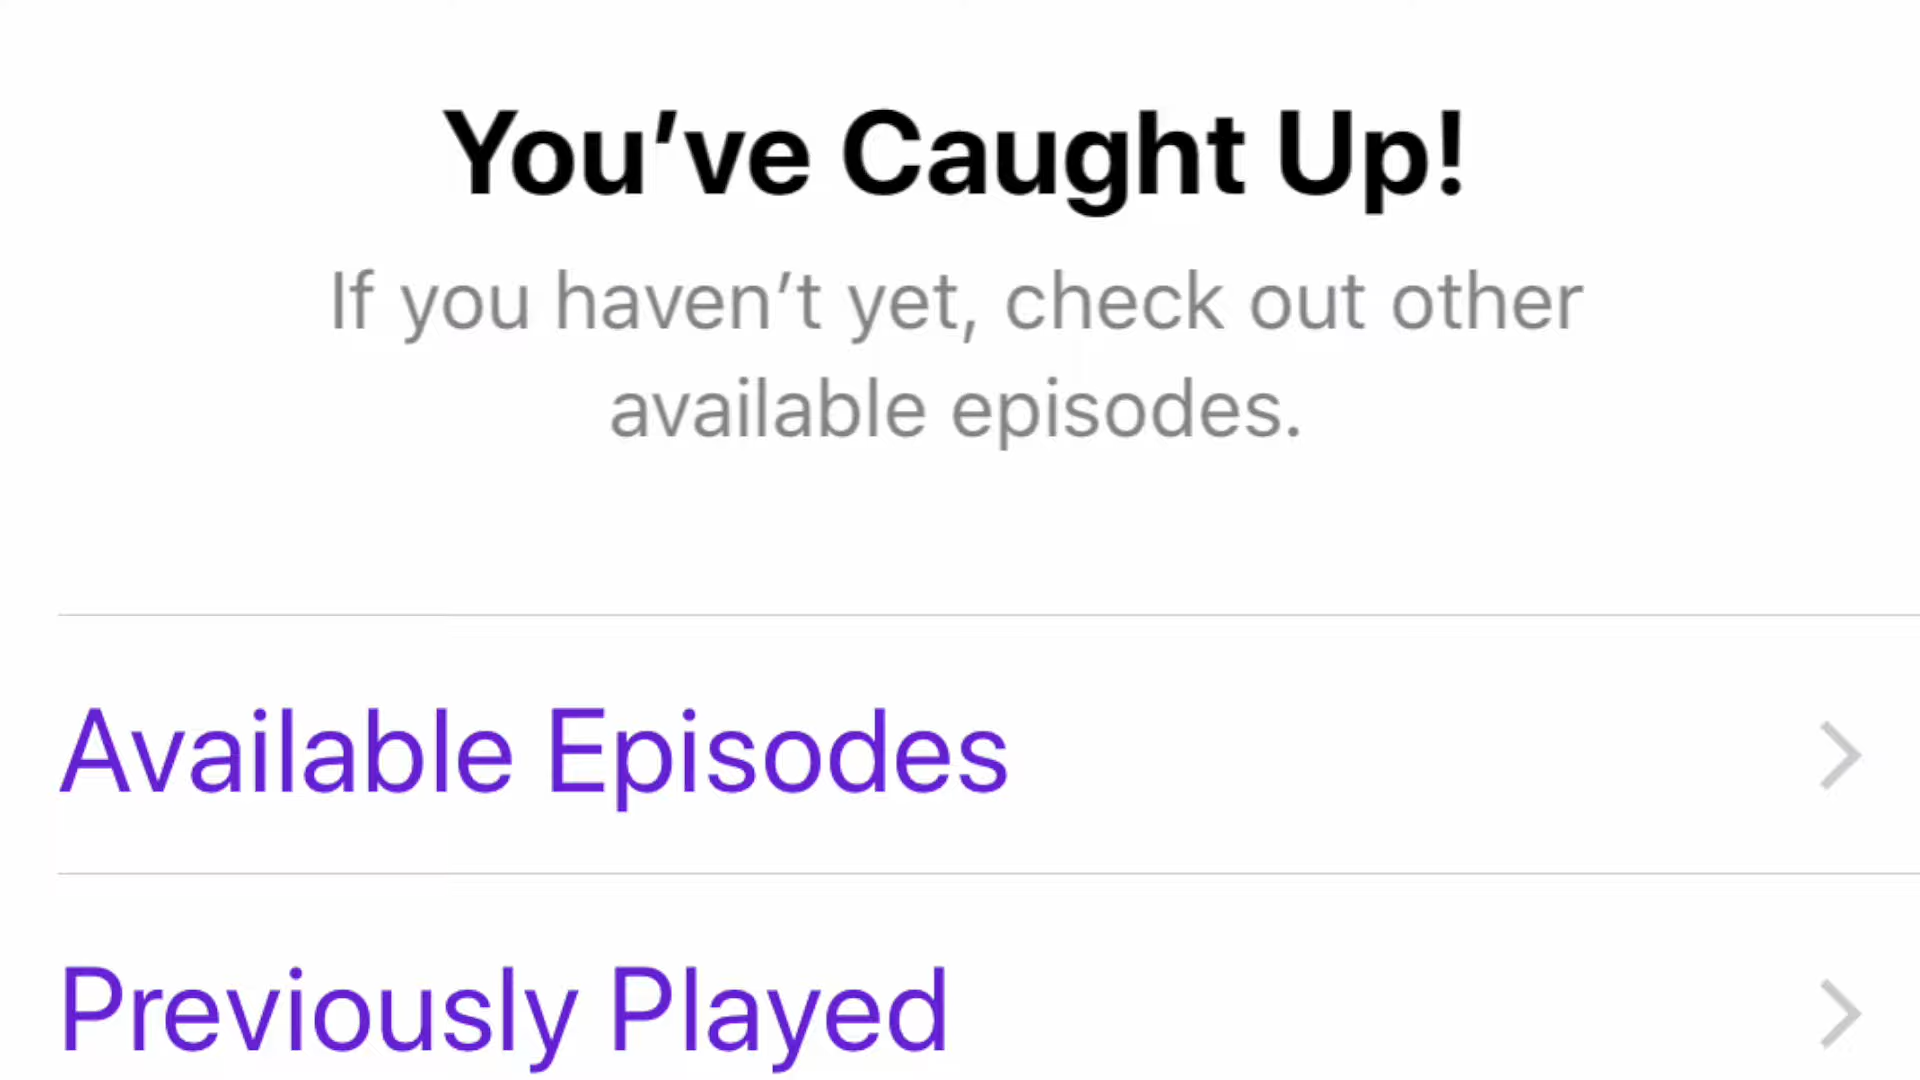 You’ve Caught Up!
If you haven’t yet, check out other
available episodes.
Available Episodes
Previously Played